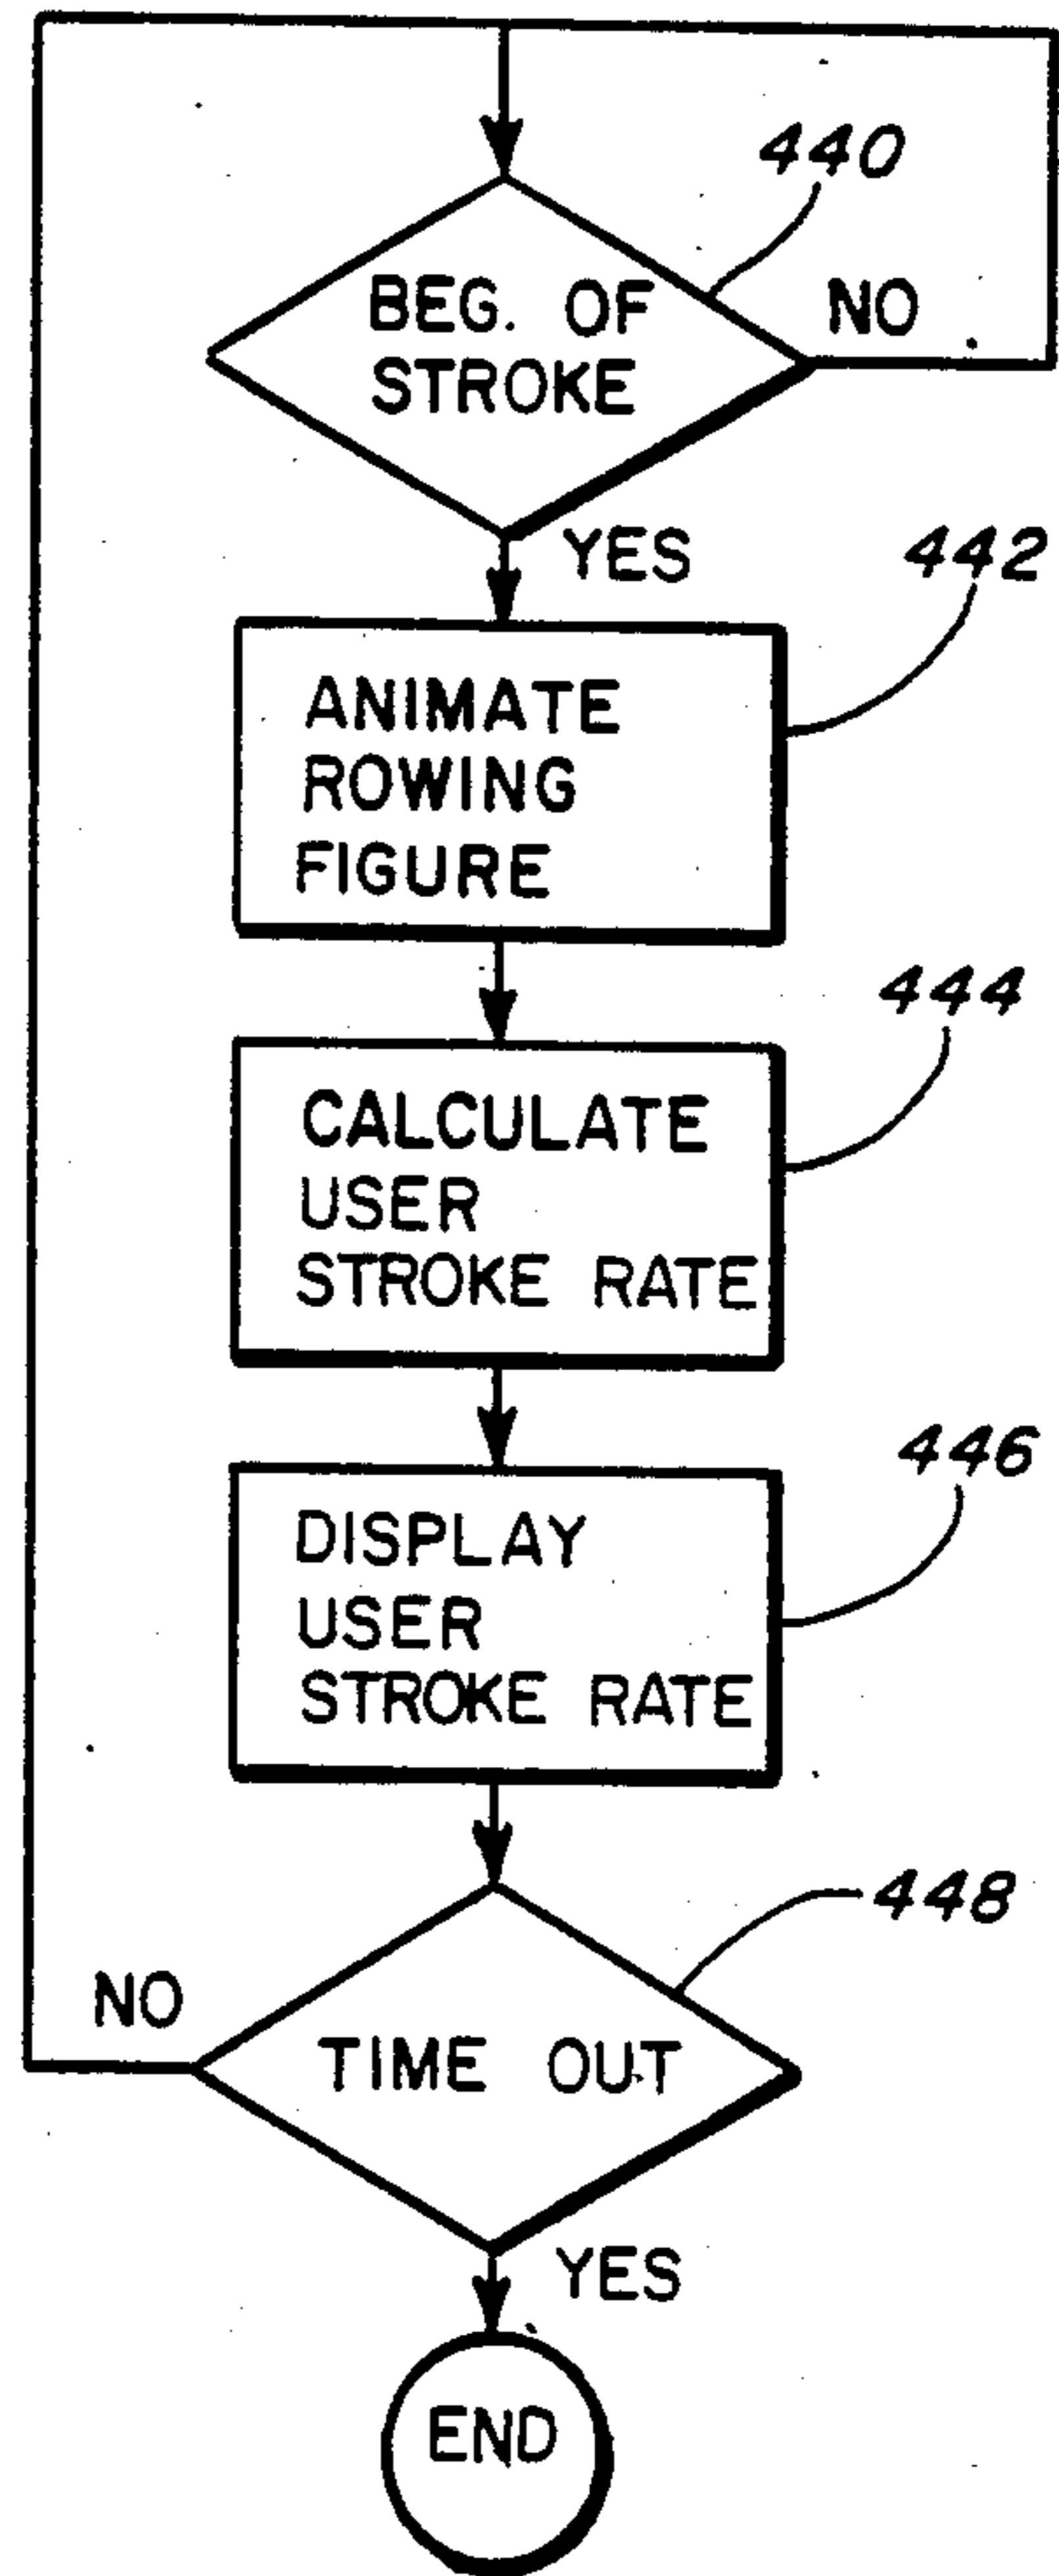 440
BEG. OF
STROKE
NO
YES
442
ANIMATE
ROWING
FIGURE
444
CALCULATE
USER
STROKE RATE
446
DISPLAY
USER
STROKE RATE
448
NO
TIME OUT
YES
END